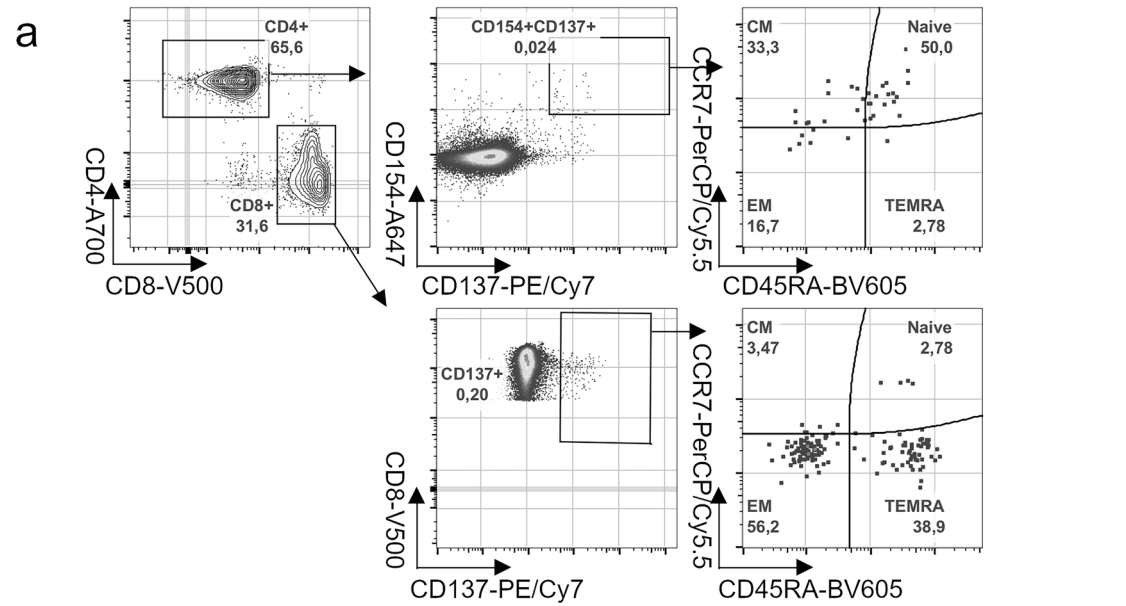 a
CD4+
65,6
CD8+
31,6
CD4-A700
CD8-V500
CD154+CD137+
0,024
CD154-A647
CD137-PE/Cy7
CM
33,3
Naive
50,0
EM
16,7
TEMRA
2,78
CCR7-PerCP/Cy5.5
CD45RA-BV605
CD137+
0,20
CD8-V500
CD137-PE/Cy7
CM
3,47
Naive
2,78
EM
56,2
TEMRA
38,9
CCR7-PerCP/Cy5.5
CD45RA-BV605